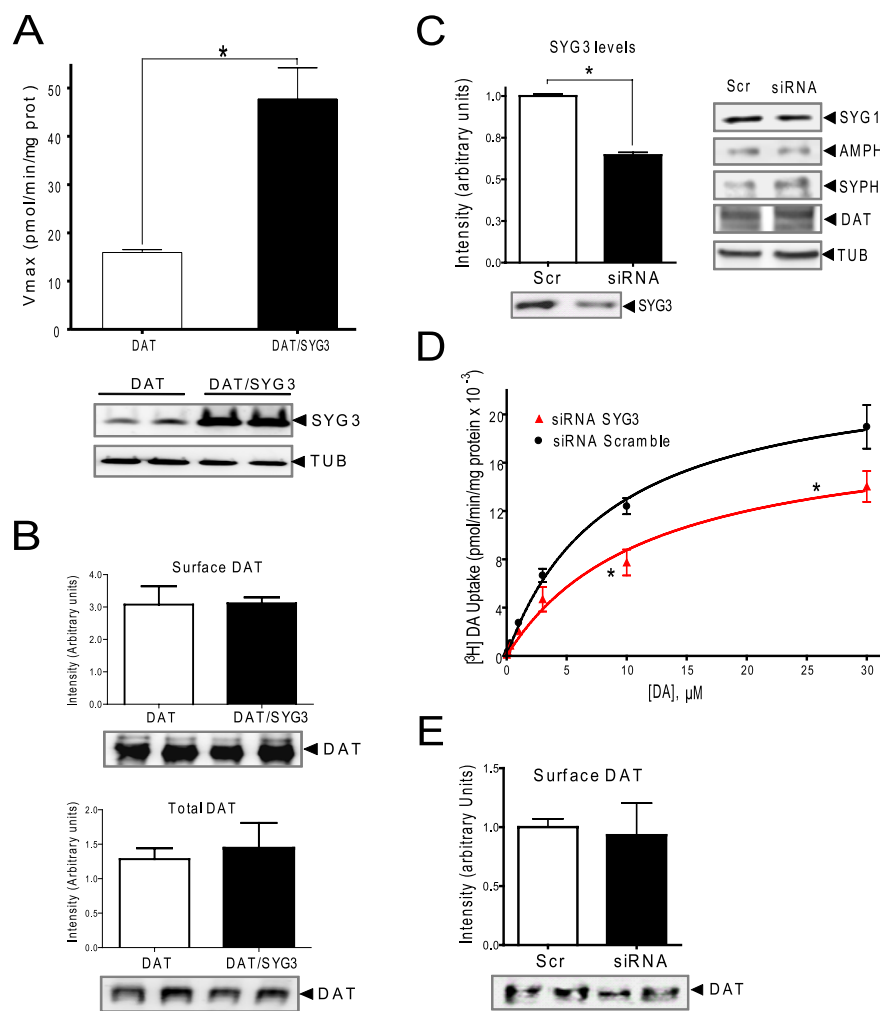 A
*
Vmax (pmol/min/mg prot)
50
40
30
20
10
0
DAT
DAT/SYG3
DAT
DAT/SYG3
SYG3
TUB
B
Surface DAT
Intensity (Arbitrary units)
4.0
3.0
2.0
1.0
0.0
DAT
DAT/SYG3
DAT
Total DAT
Intensity (Arbitrary units)
2.0
1.5
1.0
0.5
0.0
DAT
DAT/SYG3
DAT
C
SYG3 levels
*
Intensity (arbitrary units)
1.0
0.8
0.5
0.3
0.0
Scr
siRNA
SYG3
Scr
siRNA
SYG1
AMPH
SYPH
DAT
TUB
D
[³H] DA Uptake (pmol/min/mg protein x 10⁻³)
20
16
12
8
4
0
siRNA SYG3
siRNA Scramble
*
*
0
5
10
15
20
25
30
[DA], µM
E
Surface DAT
Intensity (arbitrary Units)
1.5
1.0
0.5
0.0
Scr
siRNA
DAT